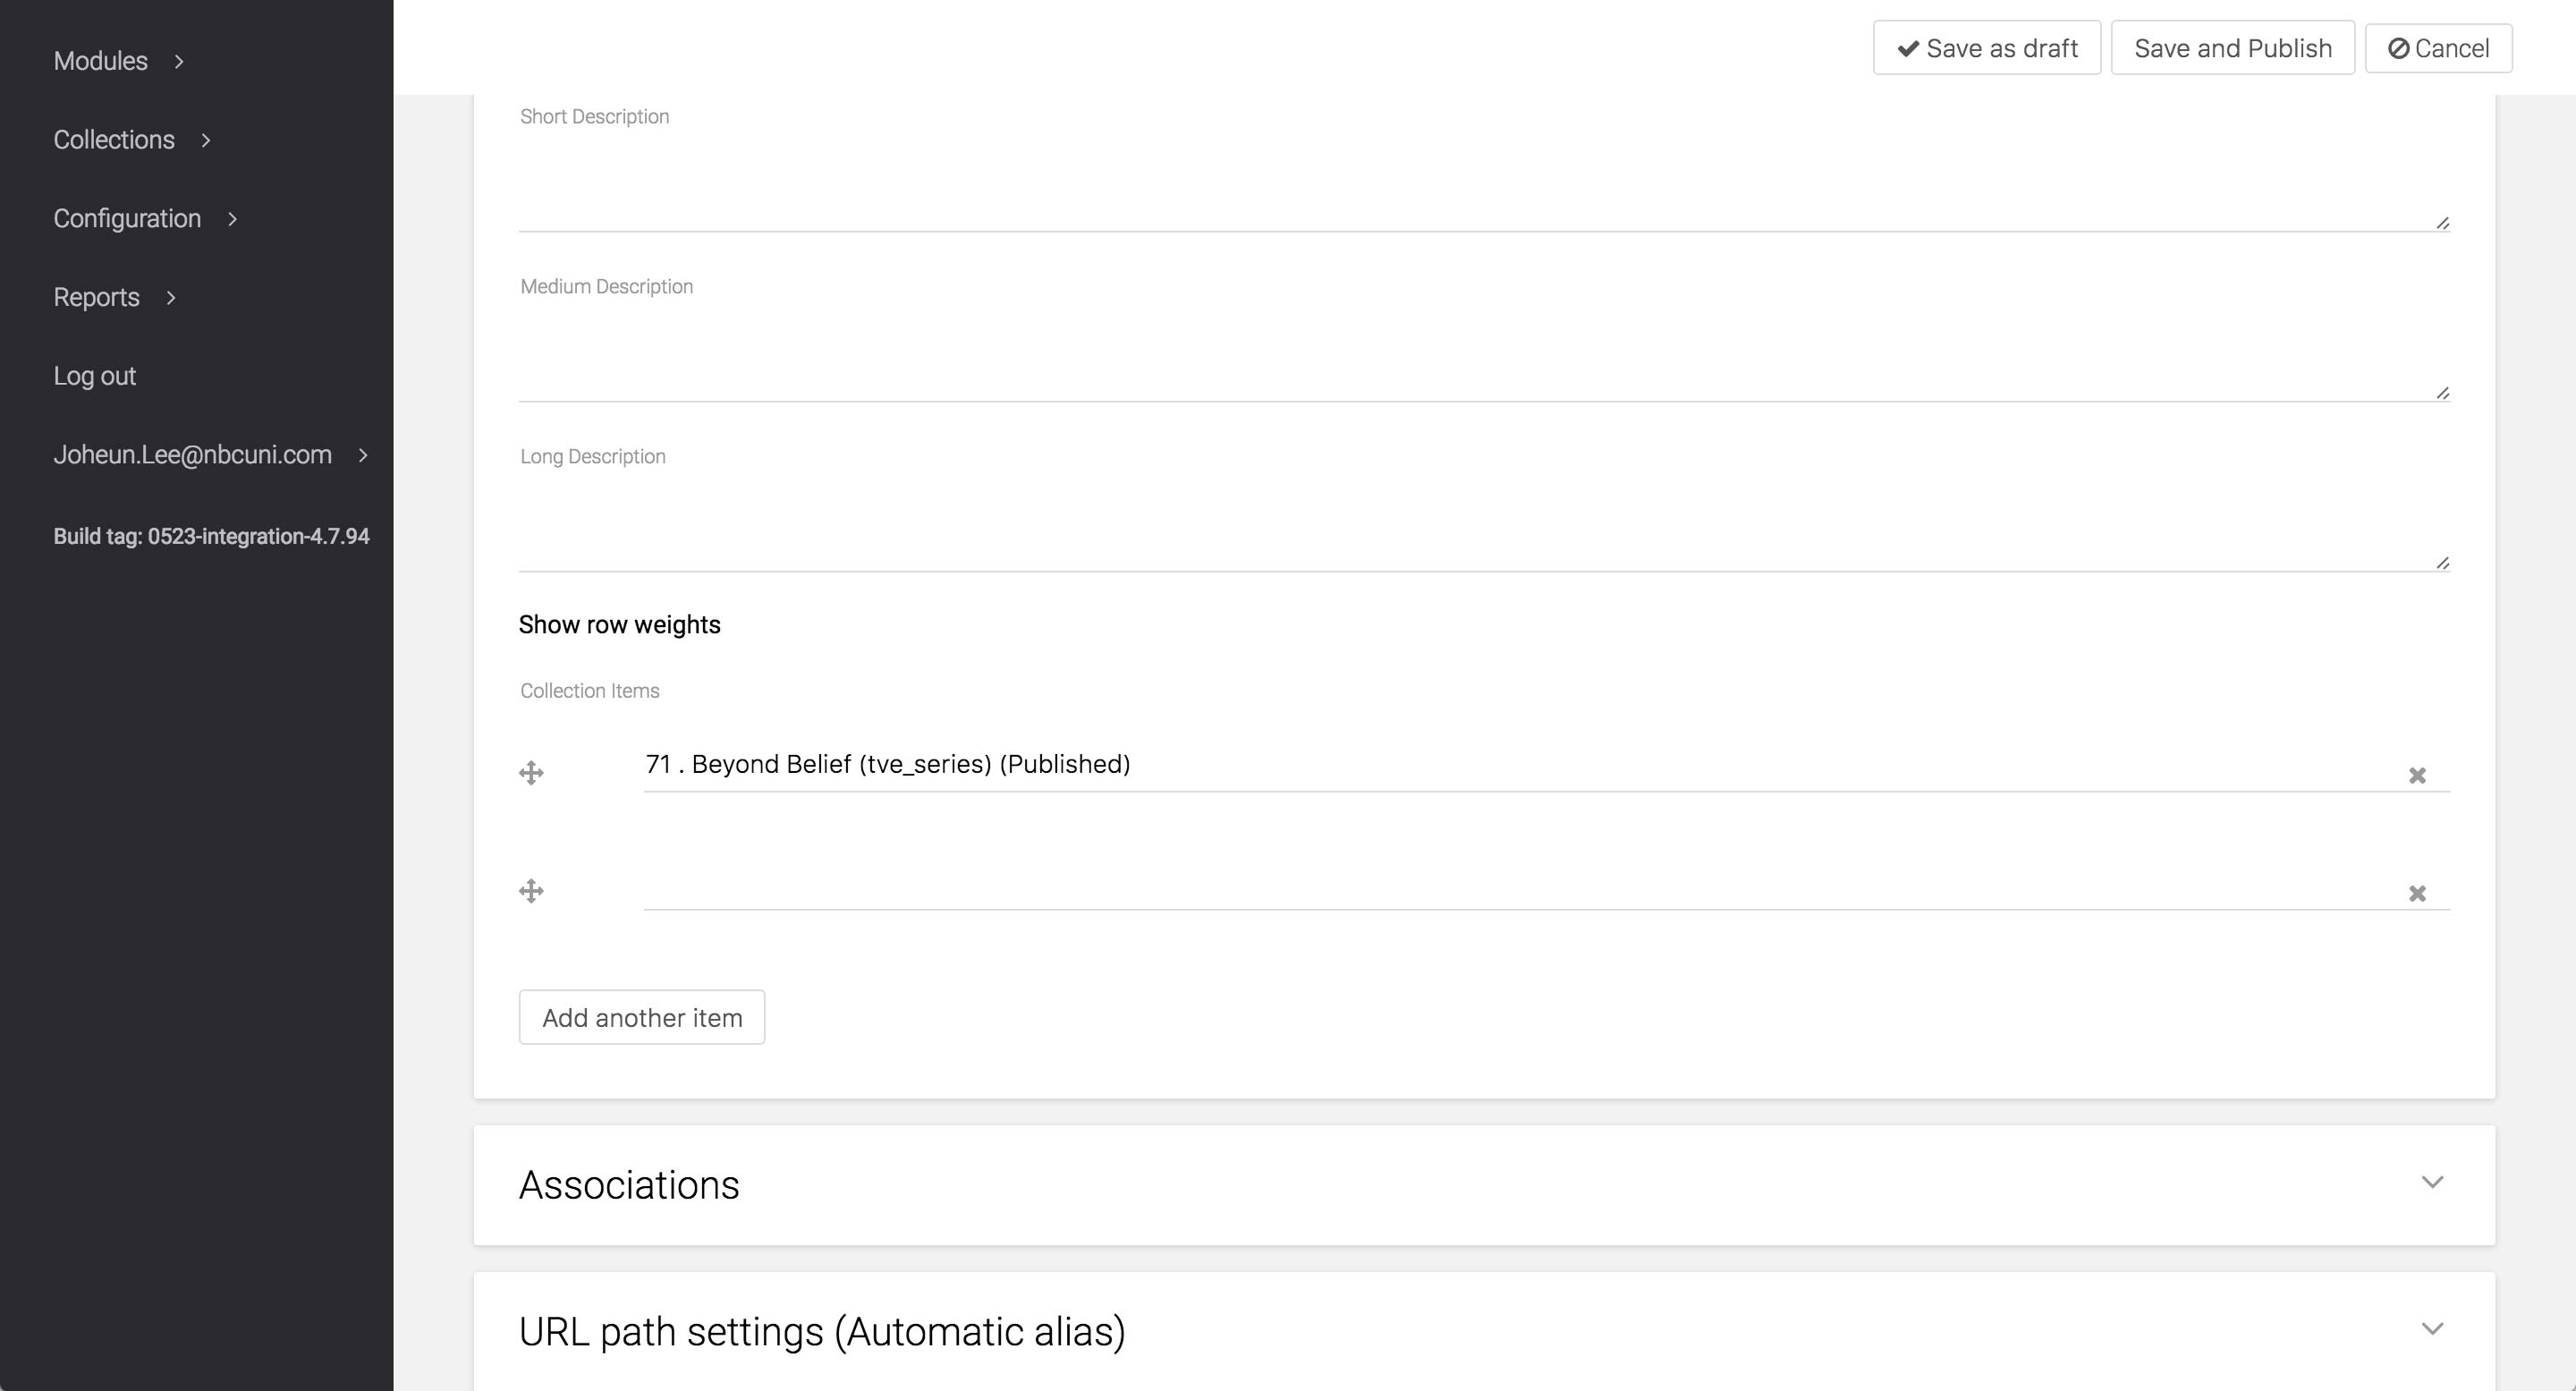 Modules
Collections
Configuration
Reports
Log out
Joheun.Lee@nbcuni.com
Build tag: 0523-integration-4.7.94
Save as draft
Save and Publish
Cancel
Short Description
Medium Description
Long Description
Show row weights
Collection Items
71 . Beyond Belief (tve_series) (Published)
Add another item
Associations
URL path settings (Automatic alias)